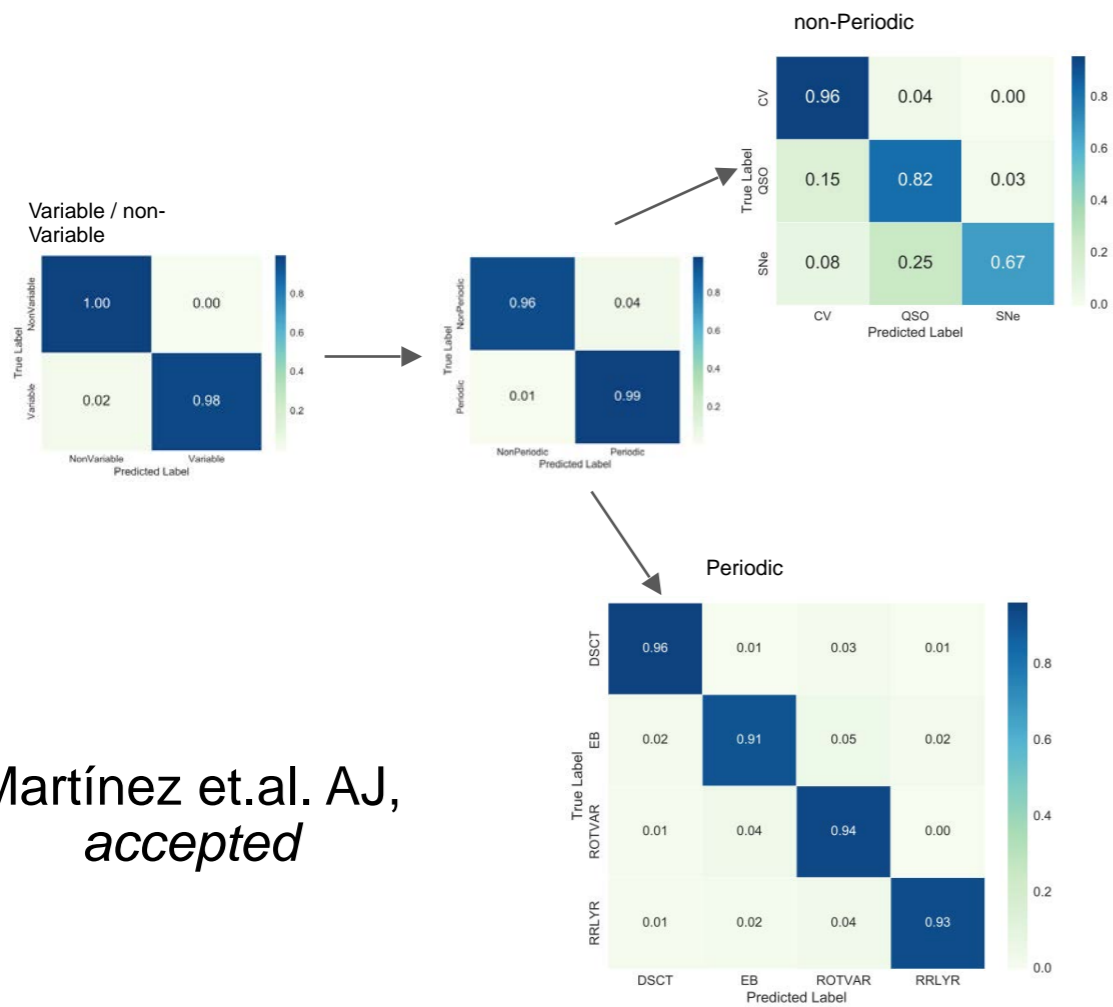 non-Periodic
CV
0.96 0.04 0.00
0.8
True Label
QSO
0.15 0.82 0.03
0.6
0.4
SNe
0.08 0.25 0.67
0.2
0.0
CV QSO SNe
Predicted Label
Variable / non-
Variable
NonVariable
1.00 0.00
0.8
0.6
True Label
Variable
0.02 0.98
0.4
0.2
NonVariable Variable
Predicted Label
NonPeriodic
0.96 0.04
0.8
0.6
True Label
Periodic
0.01 0.99
0.4
0.2
NonPeriodic Periodic
Predicted Label
Periodic
DSCT
0.96 0.01 0.03 0.01
0.8
EB
0.02 0.91 0.05 0.02
0.6
True Label
ROTVAR
0.01 0.04 0.94 0.00
0.4
0.2
RRLYR
0.01 0.02 0.04 0.93
0.0
DSCT EB ROTVAR RRLYR
Predicted Label
Martínez et.al. AJ,
accepted